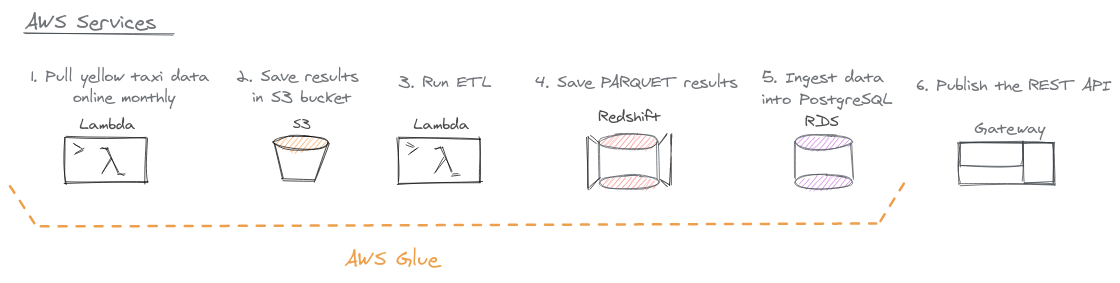 AWS Services
1. Pull yellow taxi data
online monthly
Lambda
2. Save results
in S3 bucket
S3
3. Run ETL
Lambda
4. Save PARQUET results
Redshift
5. Ingest data
into PostgreSQL
RDS
6. Publish the REST API
Gateway
> λ _
> λ _
AWS Glue